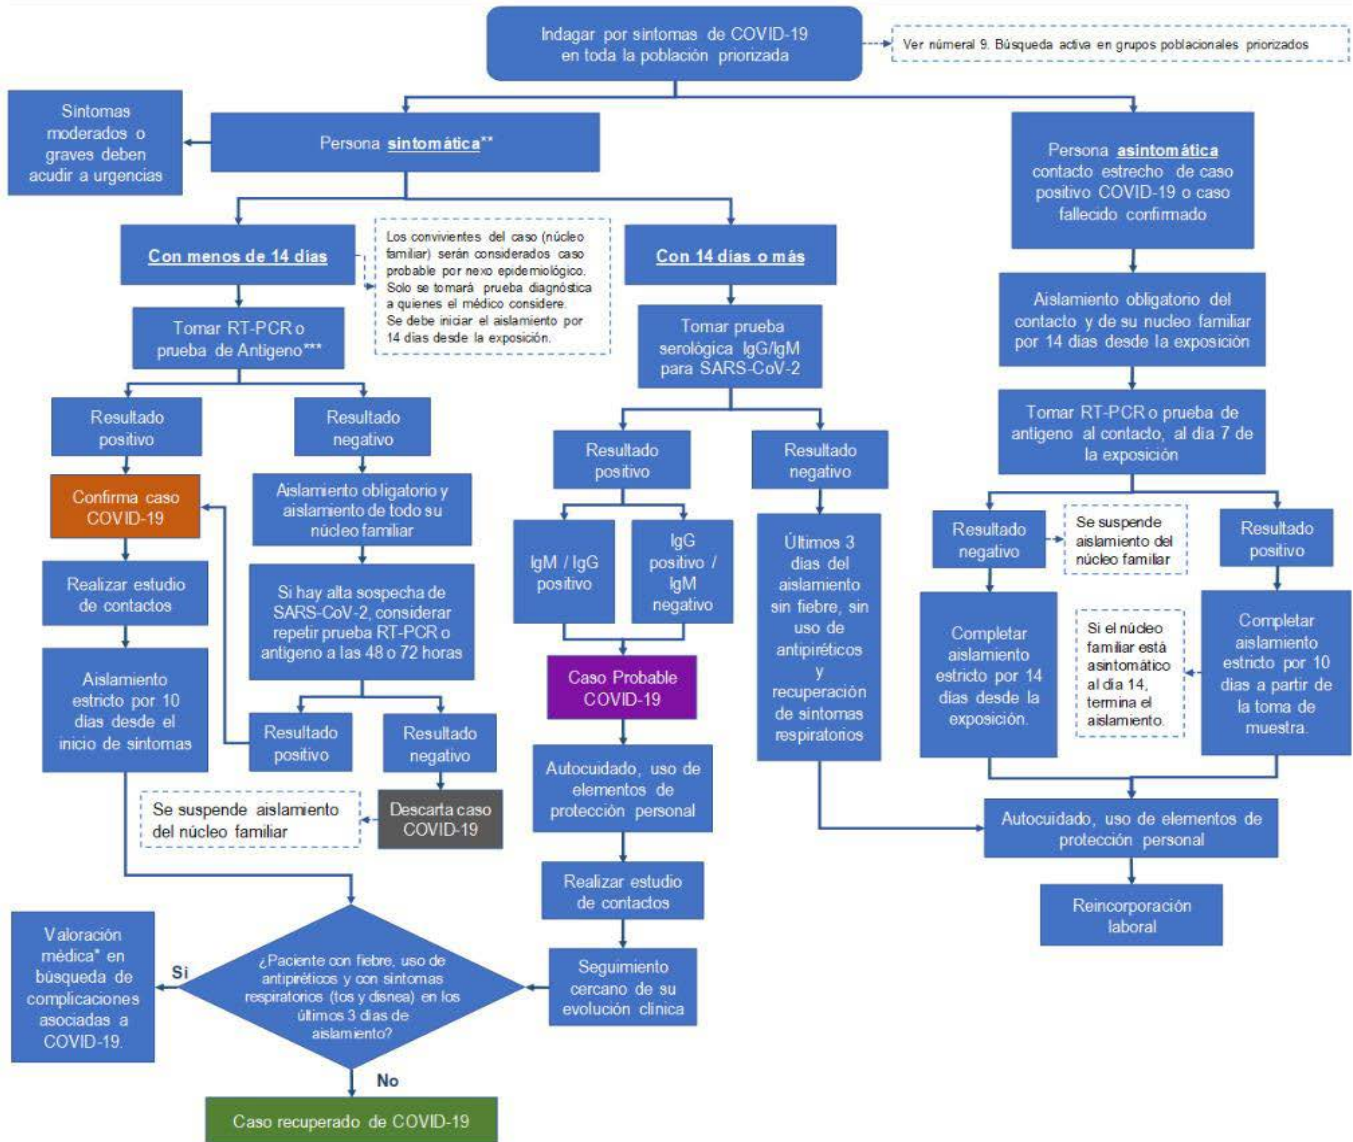 Indagar por síntomas de COVID-19
en toda la población priorizada
Ver númeral 9. Búsqueda activa en grupos poblacionales priorizados
Síntomas
moderados o
graves deben
acudir a urgencias
Persona sintomática**
Persona asintomática
contacto estrecho de caso
positivo COVID-19 o caso
fallecido confirmado
Con menos de 14 días
Los convivientes del caso (núcleo
familiar) serán considerados caso
probable por nexo epidemiológico.
Solo se tomará prueba diagnóstica
a quienes el médico considere.
Se debe iniciar el aislamiento por
14 días desde la exposición.
Con 14 días o más
Tomar RT-PCR o
prueba de Antígeno***
Tomar prueba
serológica IgG/IgM
para SARS-CoV-2
Aislamiento obligatorio del
contacto y de su nucleo familiar
por 14 días desde la exposición
Resultado
positivo
Resultado
negativo
Resultado
positivo
Resultado
negativo
Tomar RT-PCR o prueba de
antígeno al contacto, al día 7 de
la exposición
Confirma caso
COVID-19
Aislamiento obligatorio y
aislamiento de todo su
núcleo familiar
IgM / IgG
positivo
IgG
positivo /
IgM
negativo
Últimos 3
días del
aislamiento
sin fiebre, sin
uso de
antipiréticos
y
recuperación
de síntomas
respiratorios
Resultado
negativo
Se suspende
aislamiento del
núcleo familiar
Resultado
positivo
Realizar estudio
de contactos
Si hay alta sospecha de
SARS-CoV-2, considerar
repetir prueba RT-PCR o
antígeno a las 48 o 72 horas
Completar
aislamiento
estricto por 14
días desde la
exposición.
Si el núcleo
familiar está
asintomático
al día 14,
termina el
aislamiento.
Completar
aislamiento
estricto por 10
días a partir de
la toma de
muestra.
Aislamiento
estricto por 10
días desde el
inicio de síntomas
Caso Probable
COVID-19
Resultado
positivo
Resultado
negativo
Autocuidado, uso de
elementos de
protección personal
Se suspende aislamiento
del núcleo familiar
Descarta caso
COVID-19
Autocuidado, uso de elementos de
protección personal
Realizar estudio
de contactos
Reincorporación
laboral
Valoración
médica* en
búsqueda de
complicaciones
asociadas a
COVID-19.
Si
¿Paciente con fiebre, uso de
antipiréticos y con síntomas
respiratorios (tos y disnea) en los
últimos 3 días de
aislamiento?
Seguimiento
cercano de su
evolución clínica
No
Caso recuperado de COVID-19